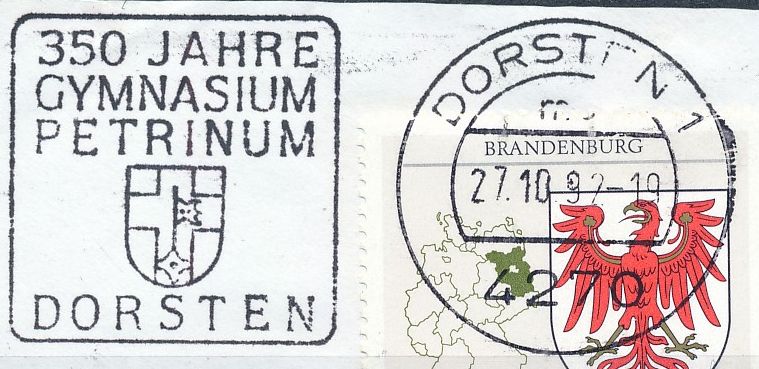 350 JAHRE
GYMNASIUM
PETRINUM
DORSTEN
DORSTEN 1
BRANDENBURG
27.10.92-19
4270